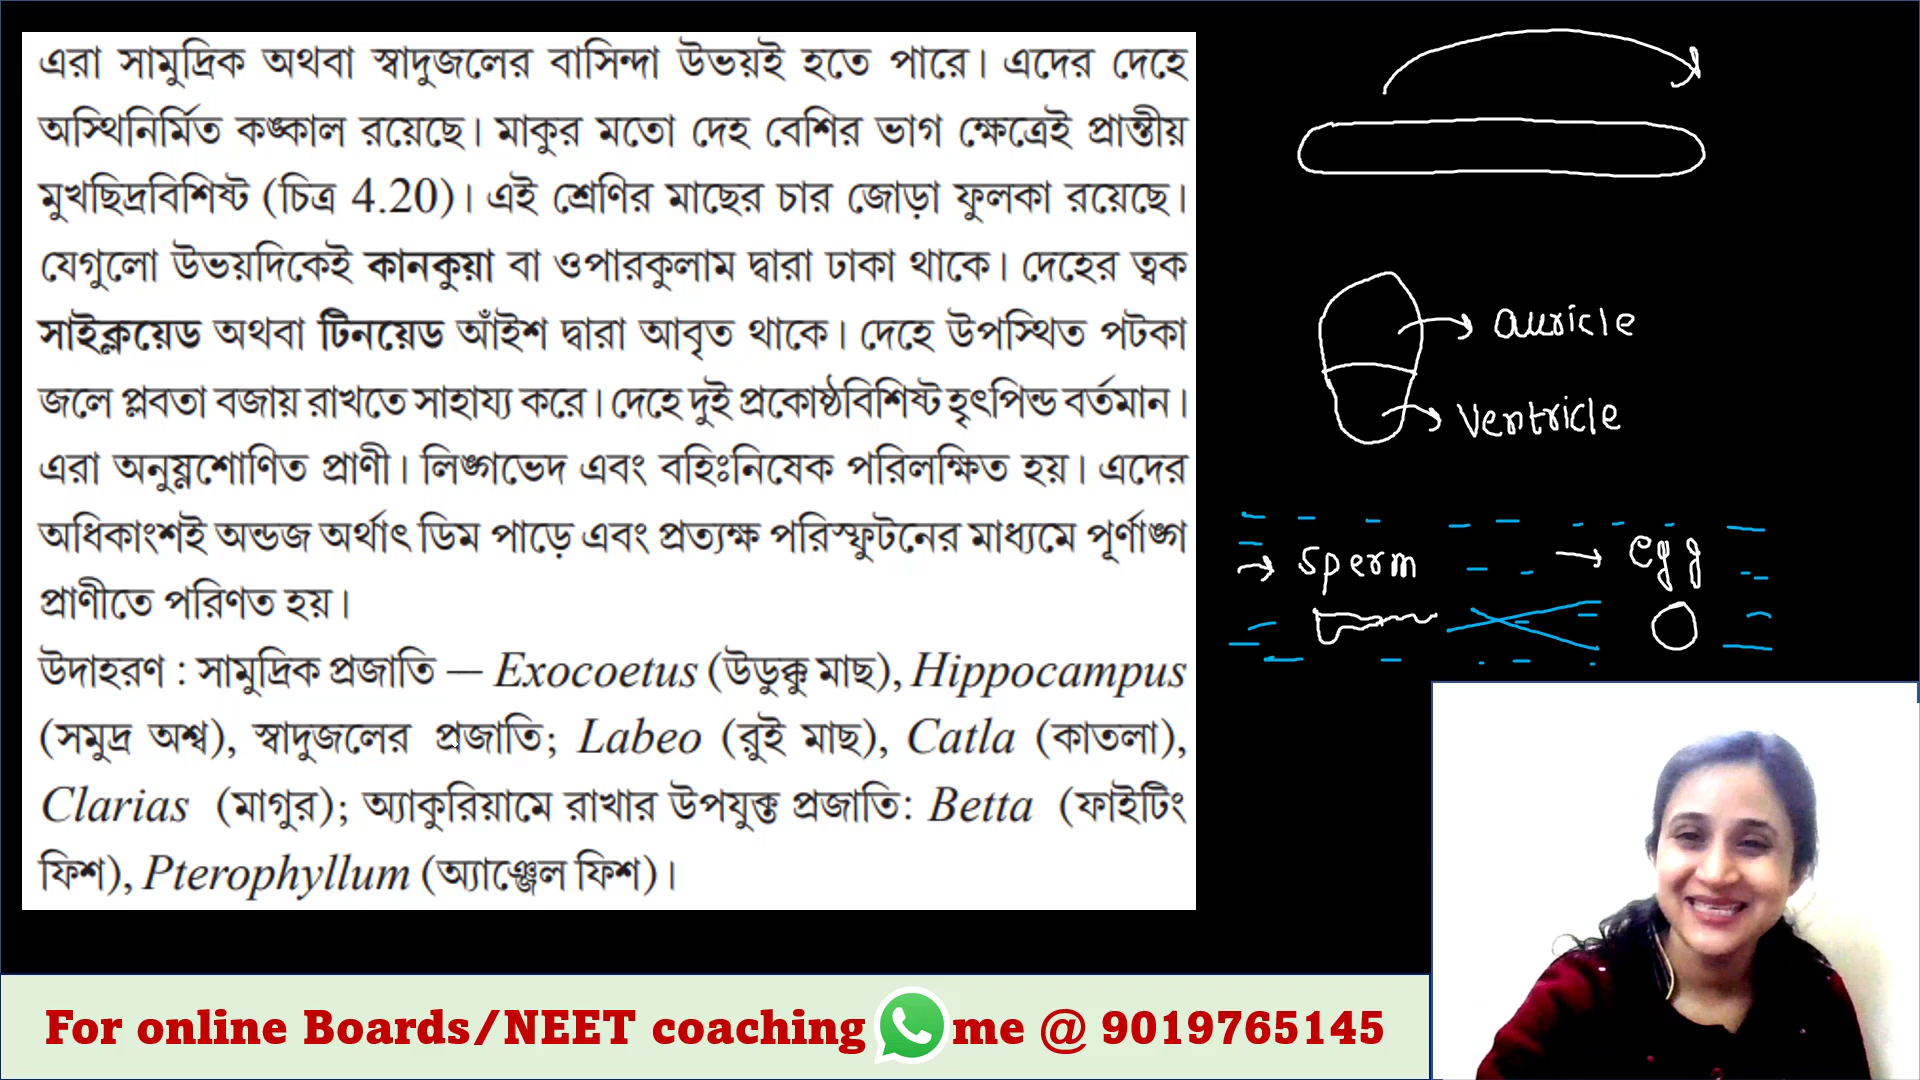 এরা সামুদ্রিক অথবা স্বাদুজলের বাসিন্দা উভয়ই হতে পারে। এদের দেহে
অস্থিনির্মিত কঙ্কাল রয়েছে। মাকুর মতো দেহ বেশির ভাগ ক্ষেত্রেই প্রান্তীয়
মুখছিদ্রবিশিষ্ট (চিত্র 4.20)। এই শ্রেণির মাছের চার জোড়া ফুলকা রয়েছে।
যেগুলো উভয়দিকেই কানকুয়া বা ওপারকুলাম দ্বারা ঢাকা থাকে। দেহের ত্বক
সাইক্লয়েড অথবা টিনয়েড আঁইশ দ্বারা আবৃত থাকে। দেহে উপস্থিত পটকা
জলে প্লবতা বজায় রাখতে সাহায্য করে। দেহে দুই প্রকোষ্ঠবিশিষ্ট হৃৎপিন্ড বর্তমান।
এরা অনুষ্ণশোণিত প্রাণী। লিঙ্গভেদ এবং বহিঃনিষেক পরিলক্ষিত হয়। এদের
অধিকাংশই অন্ডজ অর্থাৎ ডিম পাড়ে এবং প্রত্যক্ষ পরিস্ফুটনের মাধ্যমে পূর্ণাঙ্গ
প্রাণীতে পরিণত হয়।
উদাহরণ : সামুদ্রিক প্রজাতি — Exocoetus (উড়ুক্কু মাছ), Hippocampus
(সমুদ্র অশ্ব), স্বাদুজলের প্রজাতি; Labeo (রুই মাছ), Catla (কাতলা),
Clarias (মাগুর); অ্যাকুরিয়ামে রাখার উপযুক্ত প্রজাতি: Betta (ফাইটিং
ফিশ), Pterophyllum (অ্যাঞ্জেল ফিশ)।
auricle
ventricle
sperm
egg
For online Boards/NEET coaching me @ 9019765145